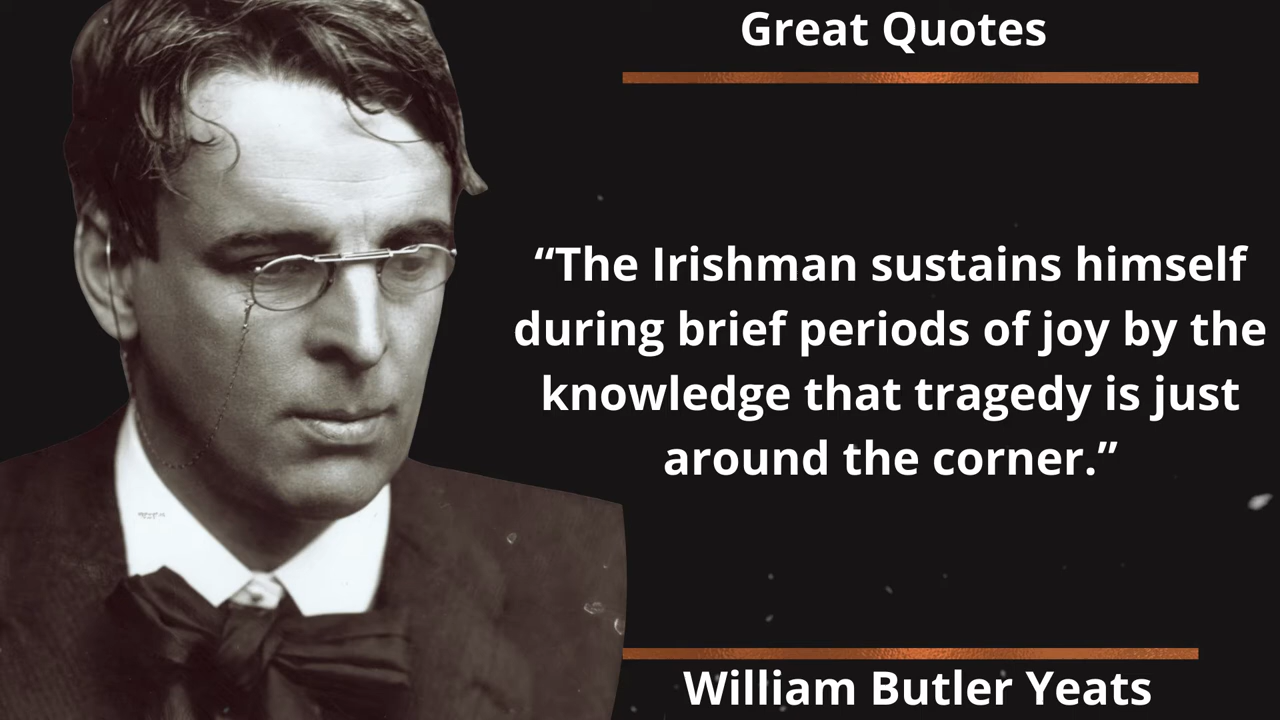 Great Quotes
“The Irishman sustains himself
during brief periods of joy by the
knowledge that tragedy is just
around the corner.”
William Butler Yeats